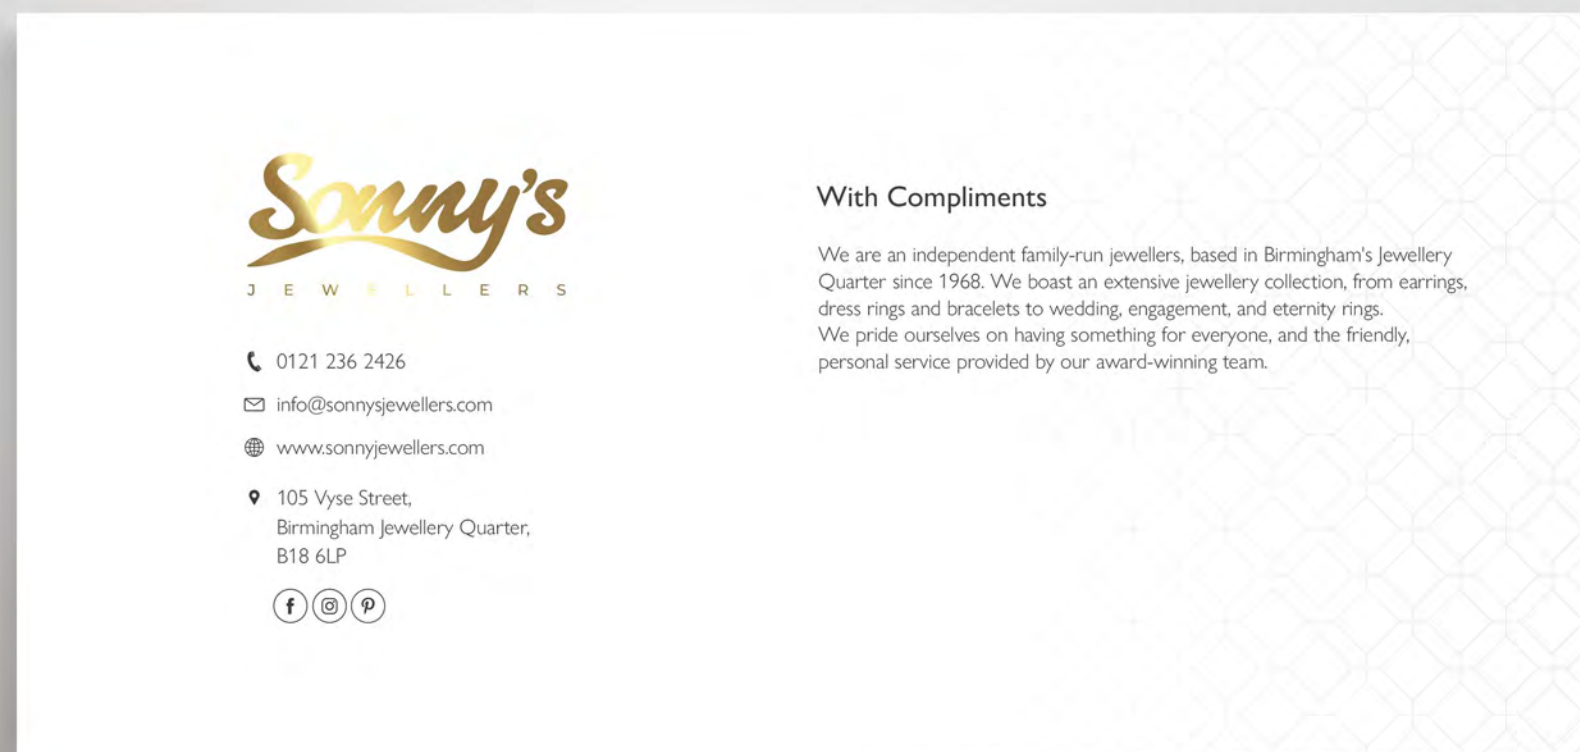 Sonny's
JEWELLERS
0121 236 2426
info@sonnysjewellers.com
www.sonnyjewellers.com
105 Vyse Street,
Birmingham Jewellery Quarter,
B18 6LP
With Compliments
We are an independent family-run jewellers, based in Birmingham's Jewellery
Quarter since 1968. We boast an extensive jewellery collection, from earrings,
dress rings and bracelets to wedding, engagement, and eternity rings.
We pride ourselves on having something for everyone, and the friendly,
personal service provided by our award-winning team.